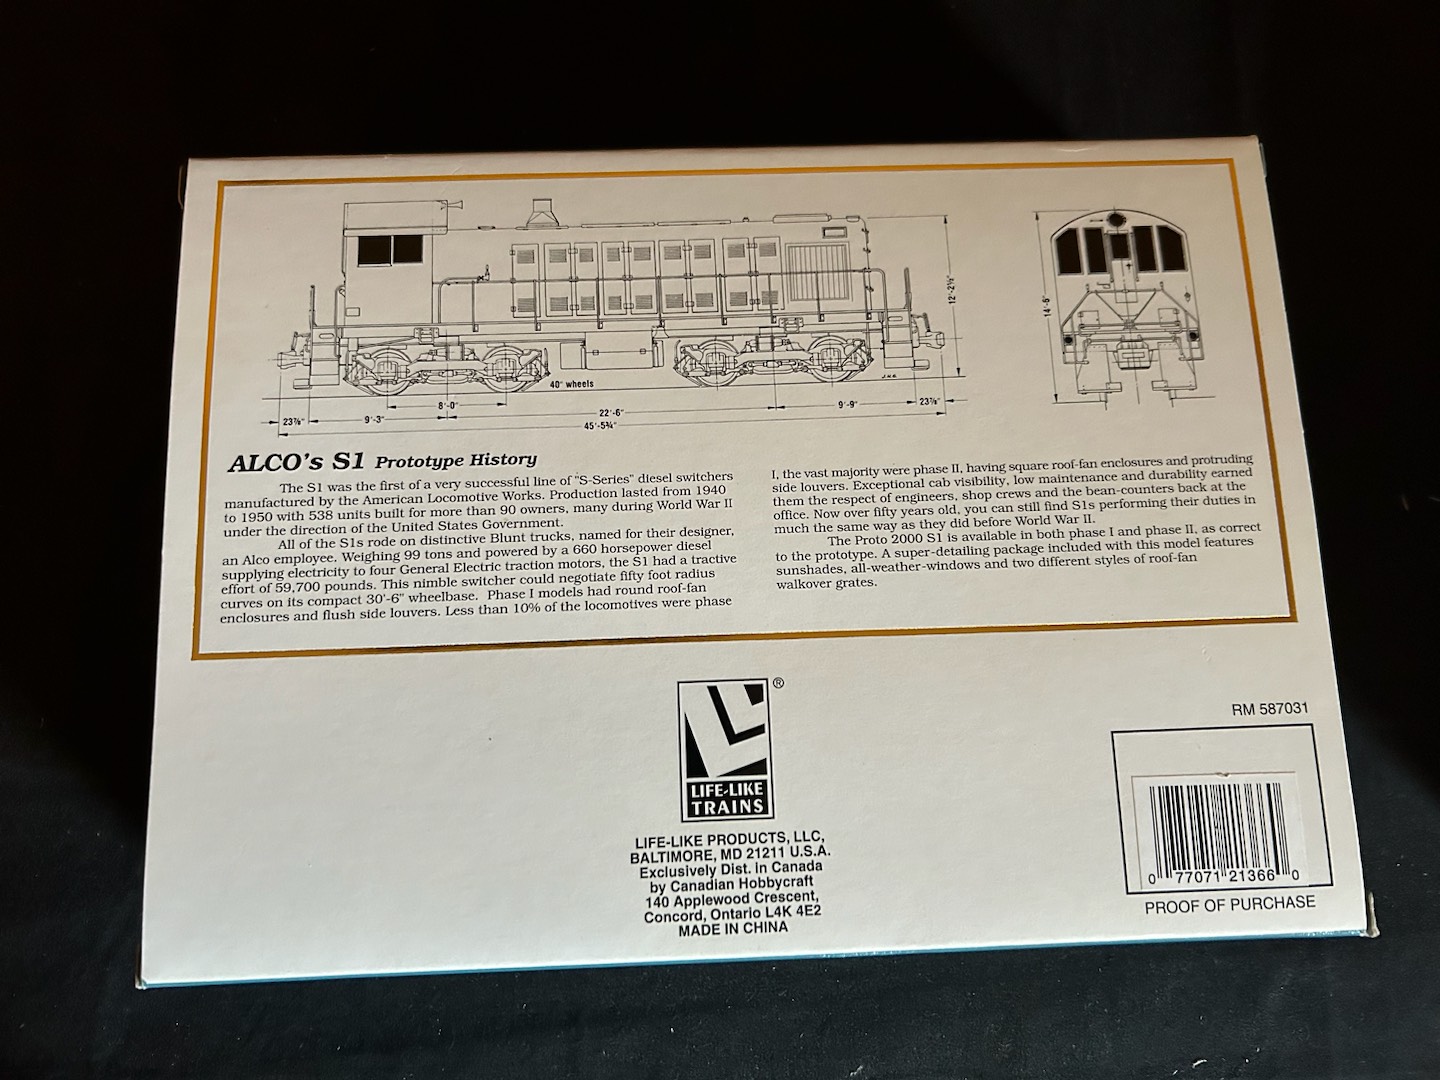 12'-2½"
14'-5"
40" wheels
8'-0"
23⅞"
9'-3"
22'-6"
9'-9"
23⅞"
45'-5¾"
ALCO's S1 Prototype History
The S1 was the first of a very successful line of "S-Series" diesel switchers
manufactured by the American Locomotive Works. Production lasted from 1940
to 1950 with 538 units built for more than 90 owners, many during World War II
under the direction of the United States Government.
All of the S1s rode on distinctive Blunt trucks, named for their designer,
an Alco employee. Weighing 99 tons and powered by a 660 horsepower diesel
supplying electricity to four General Electric traction motors, the S1 had a tractive
effort of 59,700 pounds. This nimble switcher could negotiate fifty foot radius
curves on its compact 30'-6" wheelbase. Phase I models had round roof-fan
enclosures and flush side louvers. Less than 10% of the locomotives were phase
I, the vast majority were phase II, having square roof-fan enclosures and protruding
side louvers. Exceptional cab visibility, low maintenance and durability earned
them the respect of engineers, shop crews and the bean-counters back at the
office. Now over fifty years old, you can still find S1s performing their duties in
much the same way as they did before World War II.
The Proto 2000 S1 is available in both phase I and phase II, as correct
to the prototype. A super-detailing package included with this model features
sunshades, all-weather-windows and two different styles of roof-fan
walkover grates.
®
LIFE-LIKE
TRAINS
LIFE-LIKE PRODUCTS, LLC,
BALTIMORE, MD 21211 U.S.A.
Exclusively Dist. in Canada
by Canadian Hobbycraft
140 Applewood Crescent,
Concord, Ontario L4K 4E2
MADE IN CHINA
RM 587031
0 77071 21366 0
PROOF OF PURCHASE